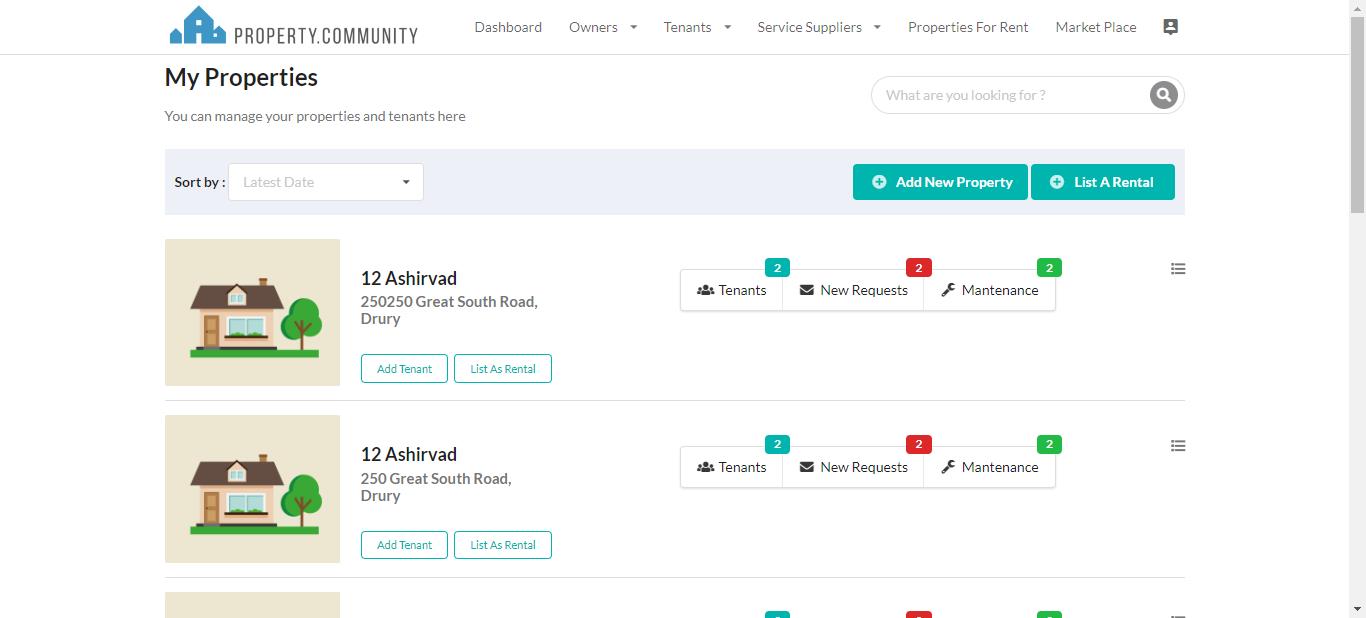 PROPERTY.COMMUNITY
Dashboard Owners Tenants Service Suppliers Properties For Rent Market Place
My Properties
What are you looking for ?
You can manage your properties and tenants here
Sort by : Latest Date Add New Property List A Rental
2 2 2
12 Ashirvad
Tenants New Requests Mantenance
250250 Great South Road,
Drury
Add Tenant List As Rental
2 2 2
12 Ashirvad
Tenants New Requests Mantenance
250 Great South Road,
Drury
Add Tenant List As Rental